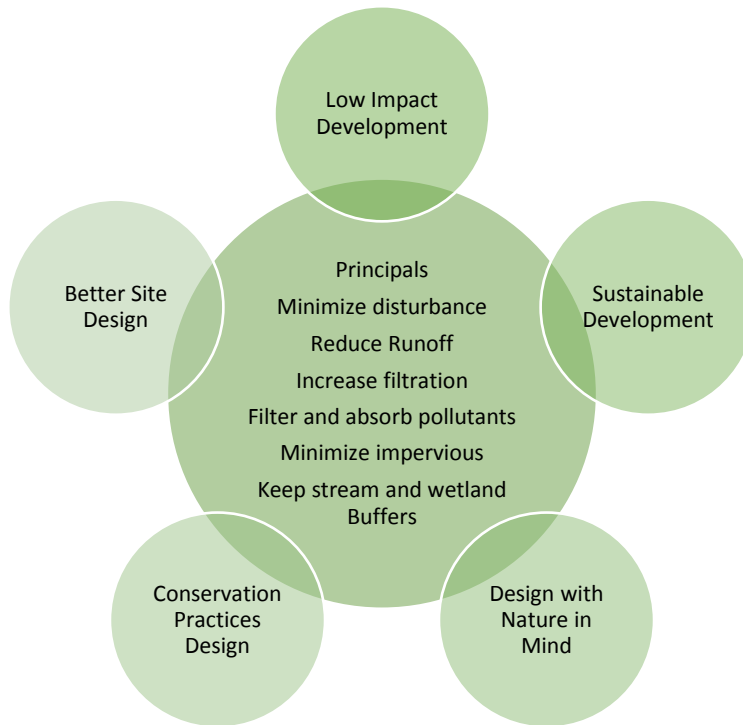 Low Impact
Development
Better Site
Design
Sustainable
Development
Principals
Minimize disturbance
Reduce Runoff
Increase filtration
Filter and absorb pollutants
Minimize impervious
Keep stream and wetland
Buffers
Conservation
Practices
Design
Design with
Nature in
Mind